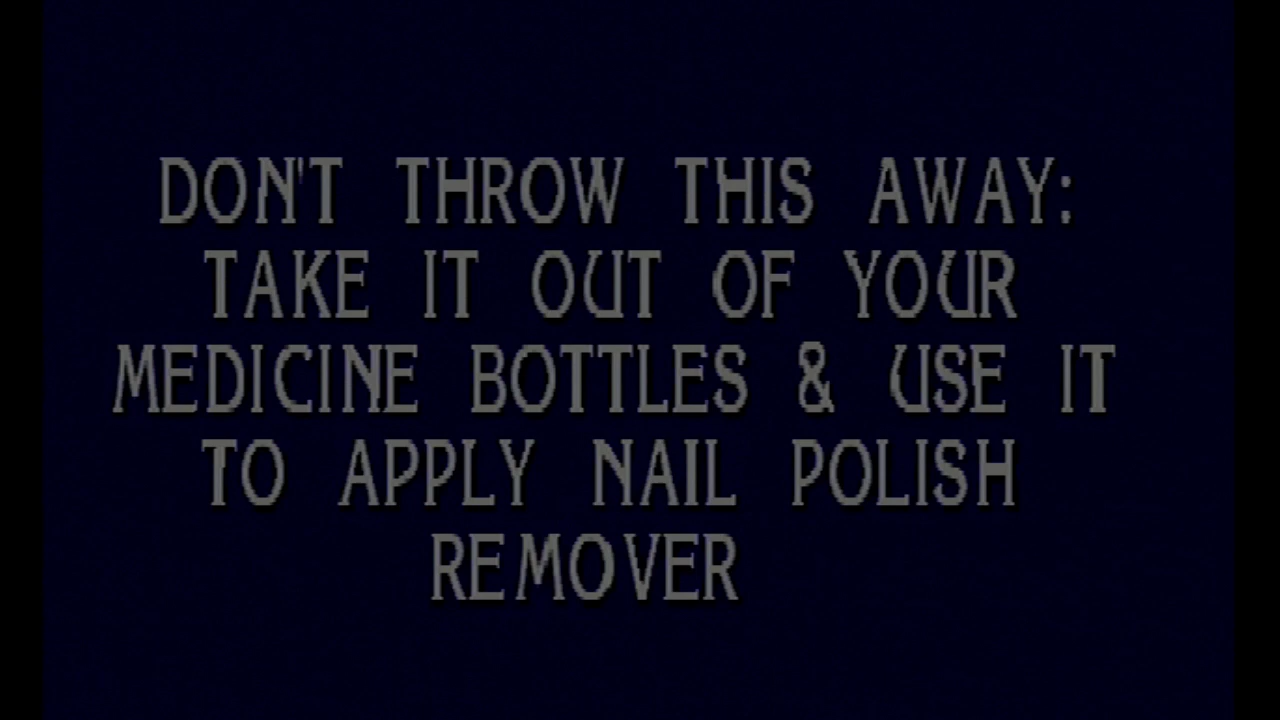 DON'T THROW THIS AWAY:
TAKE IT OUT OF YOUR
MEDICINE BOTTLES & USE IT
TO APPLY NAIL POLISH
REMOVER